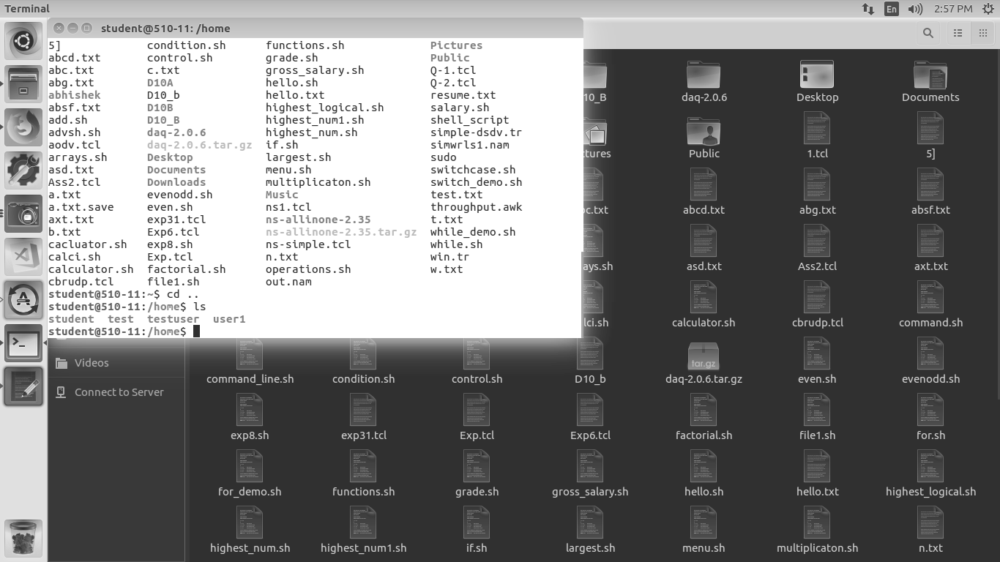 Terminal
En
2:57 PM
student@510-11: /home
5] condition.sh functions.sh Pictures
abcd.txt control.sh grade.sh Public
abc.txt c.txt gross_salary.sh Q-1.tcl
abg.txt D10A hello.sh Q-2.tcl
abhishek D10_b hello.txt resume.txt
absf.txt D10B highest_logical.sh salary.sh
add.sh D10_B highest_num1.sh shell_script
advsh.sh daq-2.0.6 highest_num.sh simple-dsdv.tr
aodv.tcl daq-2.0.6.tar.gz if.sh simwrls1.nam
arrays.sh Desktop largest.sh sudo
asd.txt Documents menu.sh switchcase.sh
Ass2.tcl Downloads multiplicaton.sh switch_demo.sh
a.txt evenodd.sh Music test.txt
a.txt.save even.sh ns1.tcl throughput.awk
axt.txt exp31.tcl ns-allinone-2.35 t.txt
b.txt Exp6.tcl ns-allinone-2.35.tar.gz while_demo.sh
cacluator.sh exp8.sh ns-simple.tcl while.sh
calci.sh Exp.tcl n.txt win.tr
calculator.sh factorial.sh operations.sh w.txt
cbrudp.tcl file1.sh out.nam
student@510-11:~$ cd ..
student@510-11:/home$ ls
student test testuser user1
student@510-11:/home$
10_B daq-2.0.6 Desktop Documents
tures Public 1.tcl 5]
c.txt abcd.txt abg.txt absf.txt
ays.sh asd.txt Ass2.tcl axt.txt
lci.sh calculator.sh cbrudp.tcl command.sh
Videos
Connect to Server
tar.gz
command_line.sh condition.sh control.sh D10_b daq-2.0.6.tar.gz even.sh evenodd.sh
exp8.sh exp31.tcl Exp.tcl Exp6.tcl factorial.sh file1.sh for.sh
for_demo.sh functions.sh grade.sh gross_salary.sh hello.sh hello.txt highest_logical.sh
highest_num.sh highest_num1.sh if.sh largest.sh menu.sh multiplicaton.sh n.txt